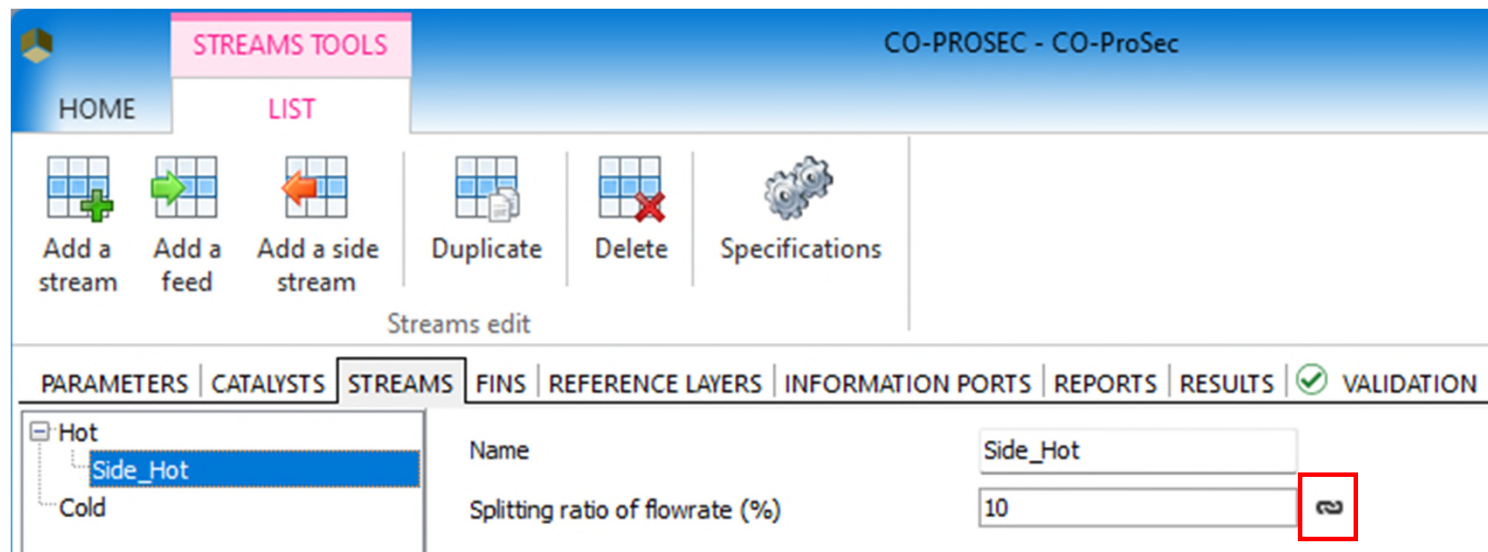 STREAMS TOOLS
CO-PROSEC - CO-ProSec
HOME
LIST
Add a stream
Add a feed
Add a side stream
Duplicate
Delete
Specifications
Streams edit
PARAMETERS CATALYSTS STREAMS FINS REFERENCE LAYERS INFORMATION PORTS REPORTS RESULTS VALIDATION
Hot
Side_Hot
Cold
Name
Side_Hot
Splitting ratio of flowrate (%)
10